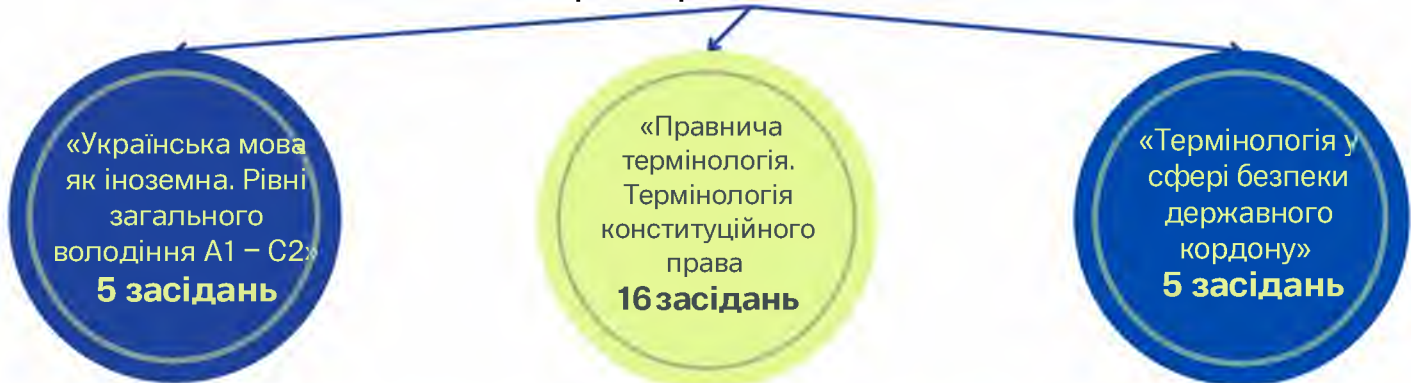 «Українська мова
як іноземна. Рівні
загального
володіння А1 – С2»
5 засідань
«Правнича
термінологія.
Термінологія
конституційного
права
16 засідань
«Термінологія у
сфері безпеки
державного
кордону»
5 засідань